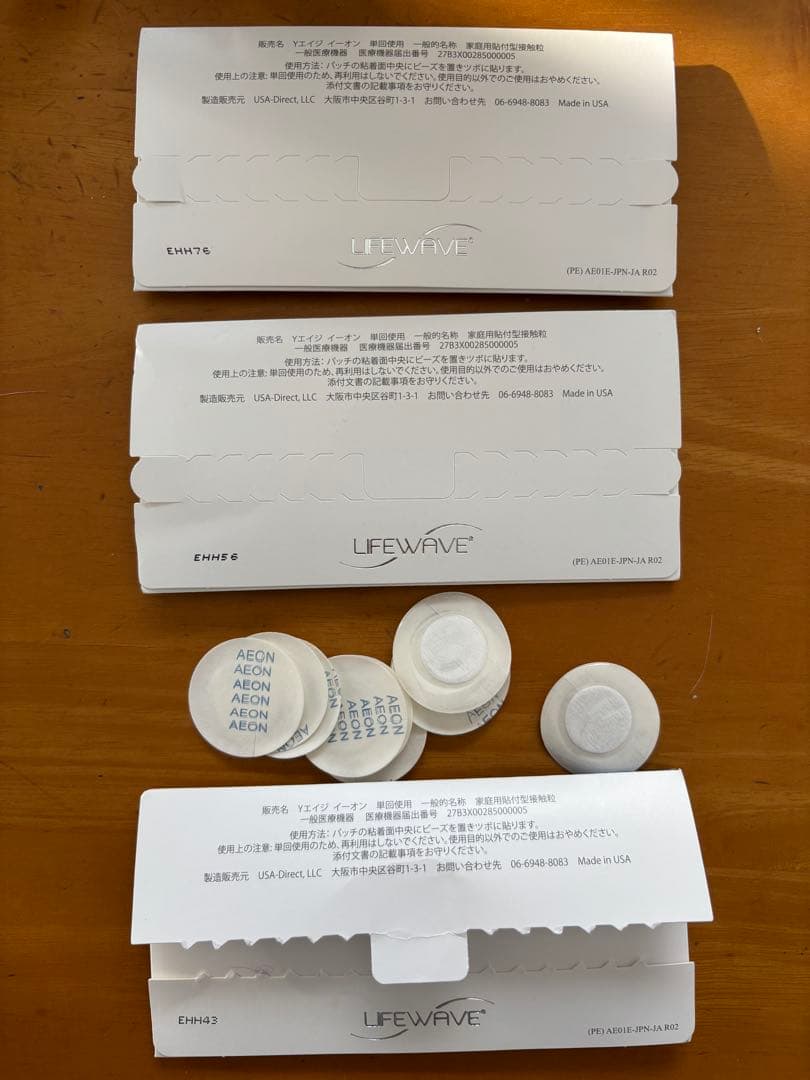 販売名 Yエイジ イーオン 単回使用 一般的名称 家庭用貼付型接触粒
一般医療機器 医療機器届出番号 27B3X00285000005
使用方法：パッチの粘着面中央にビーズを置きツボに貼ります。
使用上の注意：単回使用のため、再利用はしないでください。使用目的以外でのご使用はおやめください。
添付文書の記載事項をお守りください。
製造販売元 USA-Direct, LLC 大阪市中央区谷町1-3-1 お問い合わせ先 06-6948-8083 Made in USA
EHH76
LIFEWAVE®
(PE) AE01E-JPN-JA R02
販売名 Yエイジ イーオン 単回使用 一般的名称 家庭用貼付型接触粒
一般医療機器 医療機器届出番号 27B3X00285000005
使用方法：パッチの粘着面中央にビーズを置きツボに貼ります。
使用上の注意：単回使用のため、再利用はしないでください。使用目的以外でのご使用はおやめください。
添付文書の記載事項をお守りください。
製造販売元 USA-Direct, LLC 大阪市中央区谷町1-3-1 お問い合わせ先 06-6948-8083 Made in USA
EHH56
LIFEWAVE®
(PE) AE01E-JPN-JA R02
AEON
AEON
AEON
AEON
AEON
AEON
AEON
AEON
AEON
AEON
AEON
AEON
AEON
販売名 Yエイジ イーオン 単回使用 一般的名称 家庭用貼付型接触粒
一般医療機器 医療機器届出番号 27B3X00285000005
使用方法：パッチの粘着面中央にビーズを置きツボに貼ります。
使用上の注意：単回使用のため、再利用はしないでください。使用目的以外でのご使用はおやめください。
添付文書の記載事項をお守りください。
製造販売元 USA-Direct, LLC 大阪市中央区谷町1-3-1 お問い合わせ先 06-6948-8083 Made in USA
EHH43
LIFEWAVE®
(PE) AE01E-JPN-JA R02